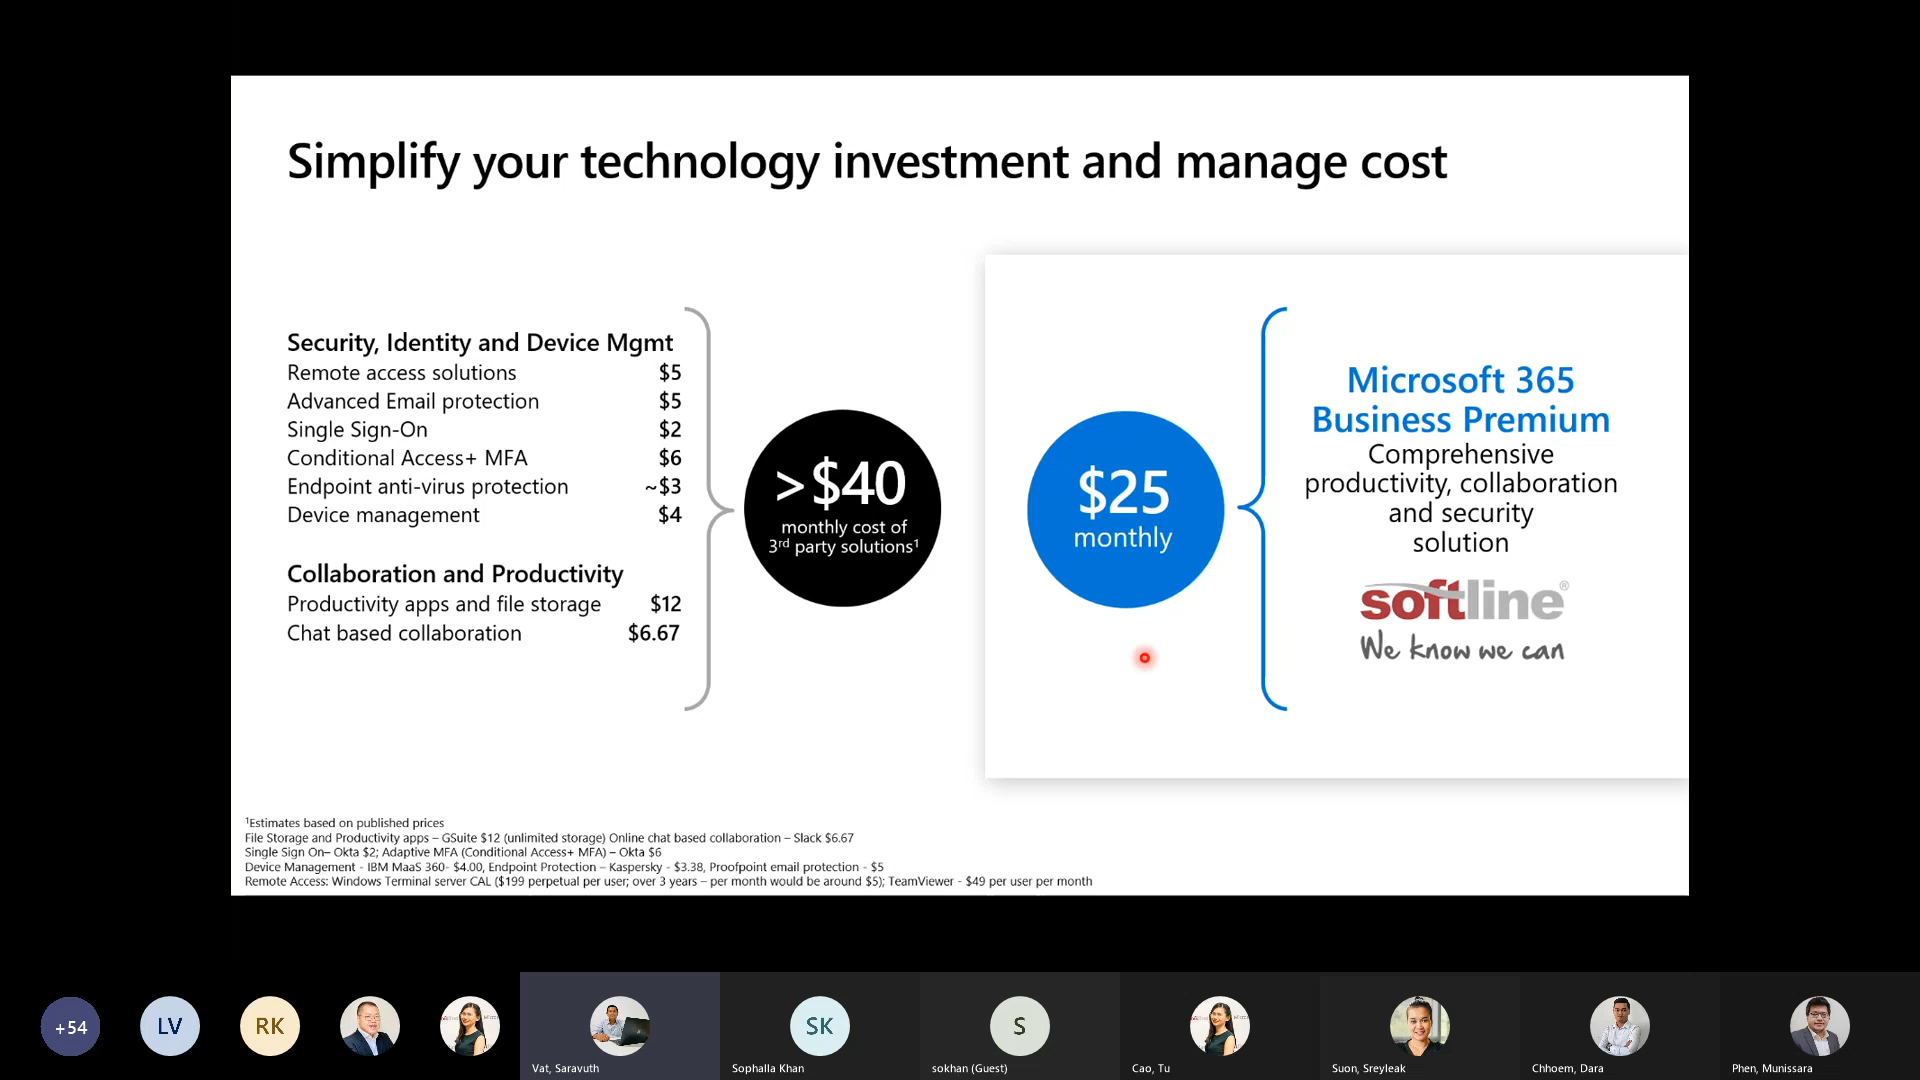 Simplify your technology investment and manage cost
Security, Identity and Device Mgmt
Remote access solutions $5
Advanced Email protection $5
Single Sign-On $2
Conditional Access+ MFA $6
Endpoint anti-virus protection ~$3
Device management $4
Collaboration and Productivity
Productivity apps and file storage $12
Chat based collaboration $6.67
>$40
monthly cost of
3rd party solutions¹
$25
monthly
Microsoft 365
Business Premium
Comprehensive
productivity, collaboration
and security
solution
softline®
We know we can
¹Estimates based on published prices
File Storage and Productivity apps – GSuite $12 (unlimited storage) Online chat based collaboration – Slack $6.67
Single Sign On– Okta $2; Adaptive MFA (Conditional Access+ MFA) – Okta $6
Device Management - IBM MaaS 360- $4.00, Endpoint Protection – Kaspersky - $3.38, Proofpoint email protection - $5
Remote Access: Windows Terminal server CAL ($199 perpetual per user; over 3 years – per month would be around $5); TeamViewer - $49 per user per month
+54
LV
RK
SK
S
Vat, Saravuth
Sophalla Khan
sokhan (Guest)
Cao, Tu
Suon, Sreyleak
Chhoem, Dara
Phen, Munissara